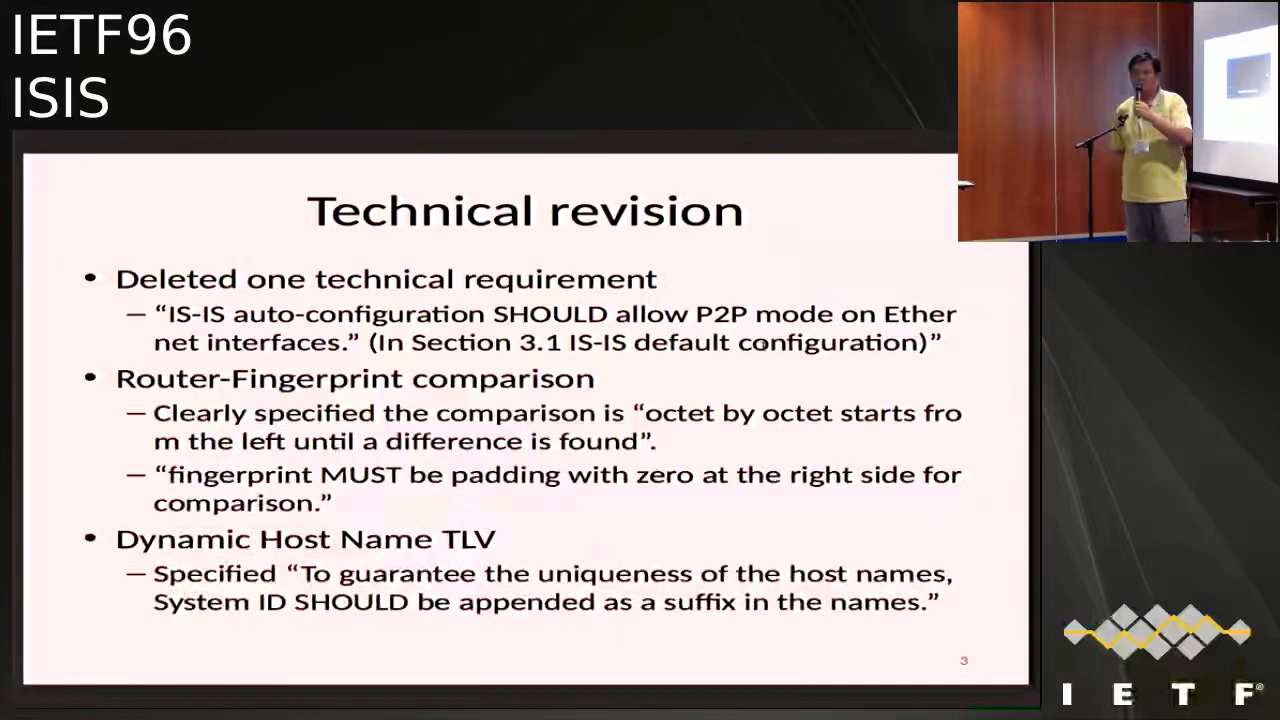 IETF96
ISIS
Technical revision
• Deleted one technical requirement
– “IS-IS auto-configuration SHOULD allow P2P mode on Ether
net interfaces.” (In Section 3.1 IS-IS default configuration)”
• Router-Fingerprint comparison
– Clearly specified the comparison is “octet by octet starts fro
m the left until a difference is found”.
– “fingerprint MUST be padding with zero at the right side for
comparison.”
• Dynamic Host Name TLV
– Specified “To guarantee the uniqueness of the host names,
System ID SHOULD be appended as a suffix in the names.”
3
I E T F®